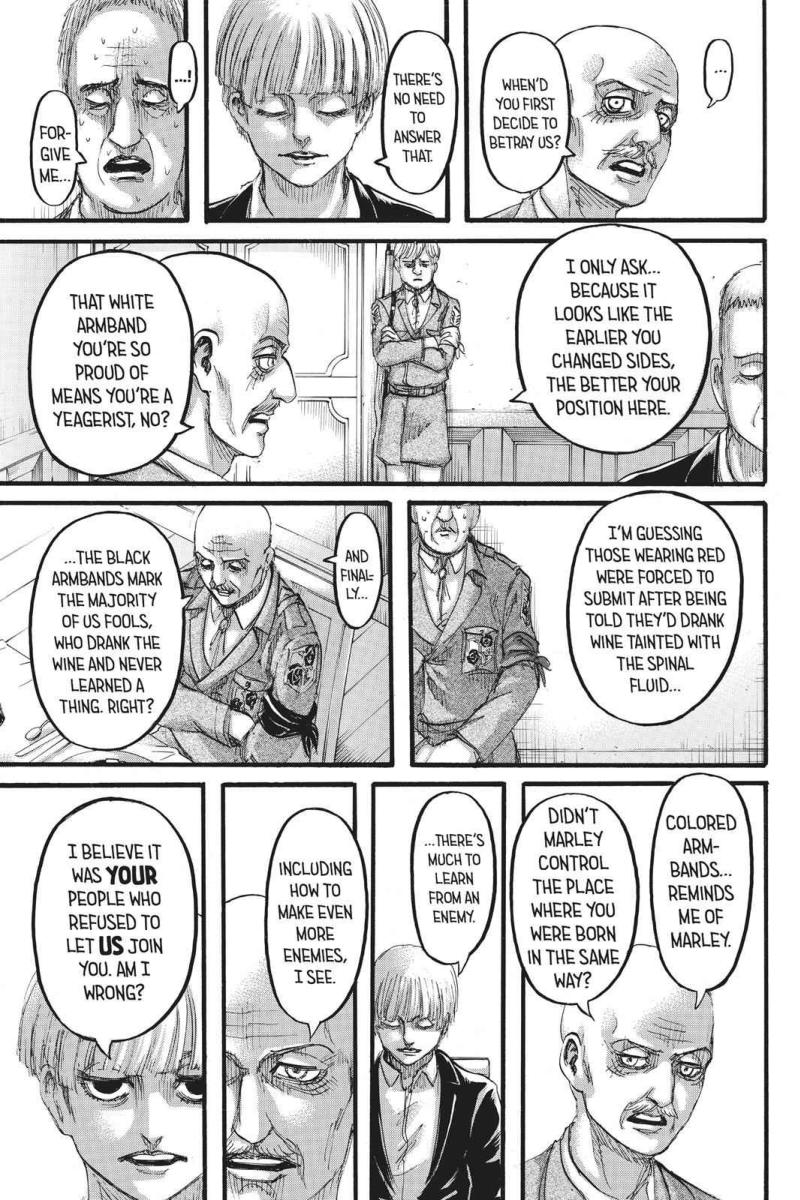 ...
WHEN'D
YOU FIRST
DECIDE TO
BETRAY US?
THERE'S
NO NEED
TO
ANSWER
THAT.
...!
FOR-
GIVE
ME...
I ONLY ASK...
BECAUSE IT
LOOKS LIKE THE
EARLIER YOU
CHANGED SIDES,
THE BETTER YOUR
POSITION HERE.
THAT WHITE
ARMBAND
YOU'RE SO
PROUD OF
MEANS YOU'RE A
YEAGERIST, NO?
I'M GUESSING
THOSE WEARING RED
WERE FORCED TO
SUBMIT AFTER BEING
TOLD THEY'D DRANK
WINE TAINTED WITH
THE SPINAL
FLUID...
AND
FINAL-
LY...
...THE BLACK
ARMBANDS MARK
THE MAJORITY
OF US FOOLS,
WHO DRANK THE
WINE AND NEVER
LEARNED A
THING. RIGHT?
COLORED
ARM-
BANDS...
REMINDS
ME OF
MARLEY.
DIDN'T
MARLEY
CONTROL
THE PLACE
WHERE YOU
WERE BORN
IN THE SAME
WAY?
...THERE'S
MUCH TO
LEARN
FROM AN
ENEMY.
INCLUDING
HOW TO
MAKE EVEN
MORE
ENEMIES,
I SEE.
I BELIEVE IT
WAS YOUR
PEOPLE WHO
REFUSED TO
LET US JOIN
YOU. AM I
WRONG?